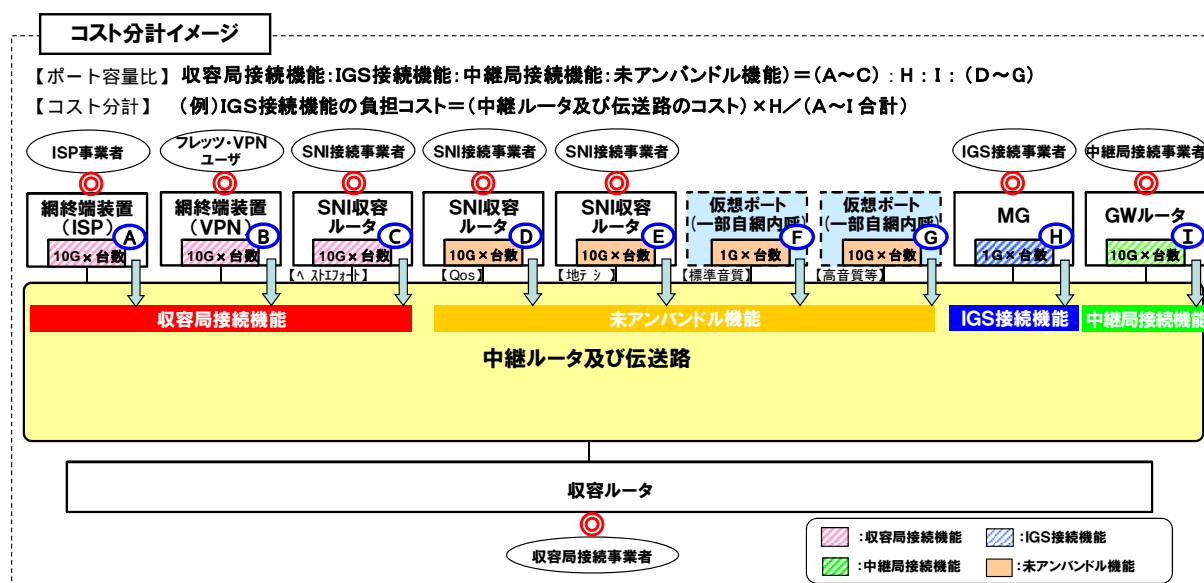 コスト分計イメージ
【ポート容量比】 収容局接続機能:IGS接続機能:中継局接続機能:未アンバンドル機能)=(A~C) : H : I : (D~G)
【コスト分計】 (例)IGS接続機能の負担コスト=(中継ルータ及び伝送路のコスト)×H/(A~I 合計)
ISP事業者
フレッツ・VPN
ユーザ
SNI接続事業者
SNI接続事業者
SNI接続事業者
IGS接続事業者
中継局接続事業者
網終端装置
(ISP)
A
10G×台数
網終端装置
(VPN)
B
10G×台数
SNI収容
ルータ
C
10G×台数
SNI収容
ルータ
D
10G×台数
SNI収容
ルータ
E
10G×台数
仮想ポート
(一部自網内呼)
F
1G×台数
仮想ポート
(一部自網内呼)
G
10G×台数
MG
H
1G×台数
GWルータ
I
10G×台数
【ベストエフォート】
【Qos】
【地デジ】
【標準音質】
【高音質等】
収容局接続機能
未アンバンドル機能
IGS接続機能
中継局接続機能
中継ルータ及び伝送路
収容ルータ
収容局接続事業者
:収容局接続機能
:IGS接続機能
:中継局接続機能
:未アンバンドル機能